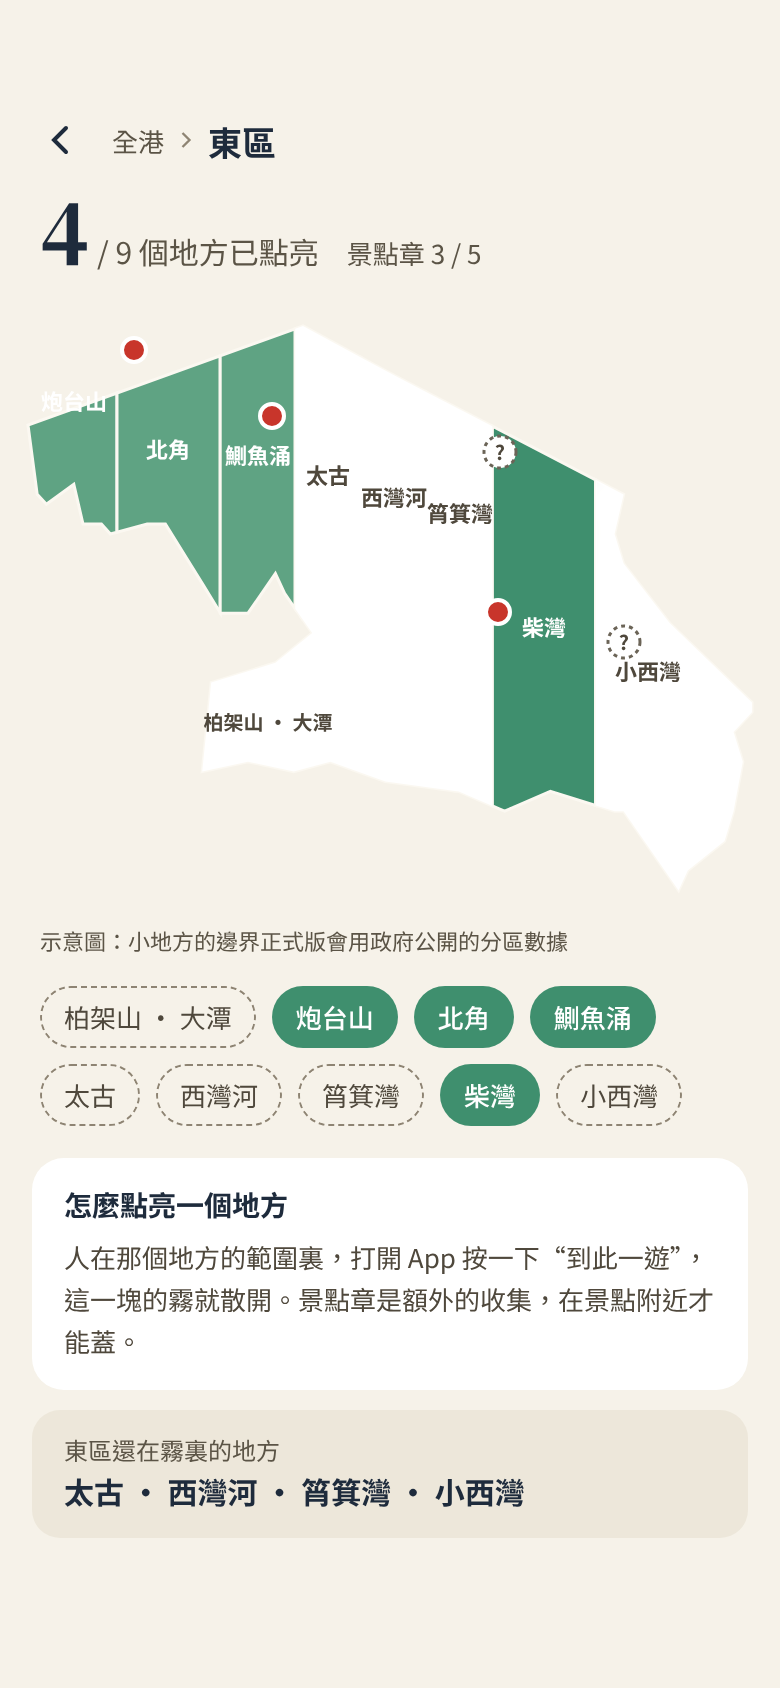 全港 > 東區
4 / 9 個地方已點亮 景點章 3 / 5
炮台山
北角
鰂魚涌
太古
西灣河
筲箕灣
?
柴灣
?
小西灣
柏架山 · 大潭
示意圖：小地方的邊界正式版會用政府公開的分區數據
柏架山 · 大潭 炮台山 北角 鰂魚涌
太古 西灣河 筲箕灣 柴灣 小西灣
怎麼點亮一個地方
人在那個地方的範圍裏，打開 App 按一下“到此一遊”，
這一塊的霧就散開。景點章是額外的收集，在景點附近才
能蓋。
東區還在霧裏的地方
太古 · 西灣河 · 筲箕灣 · 小西灣